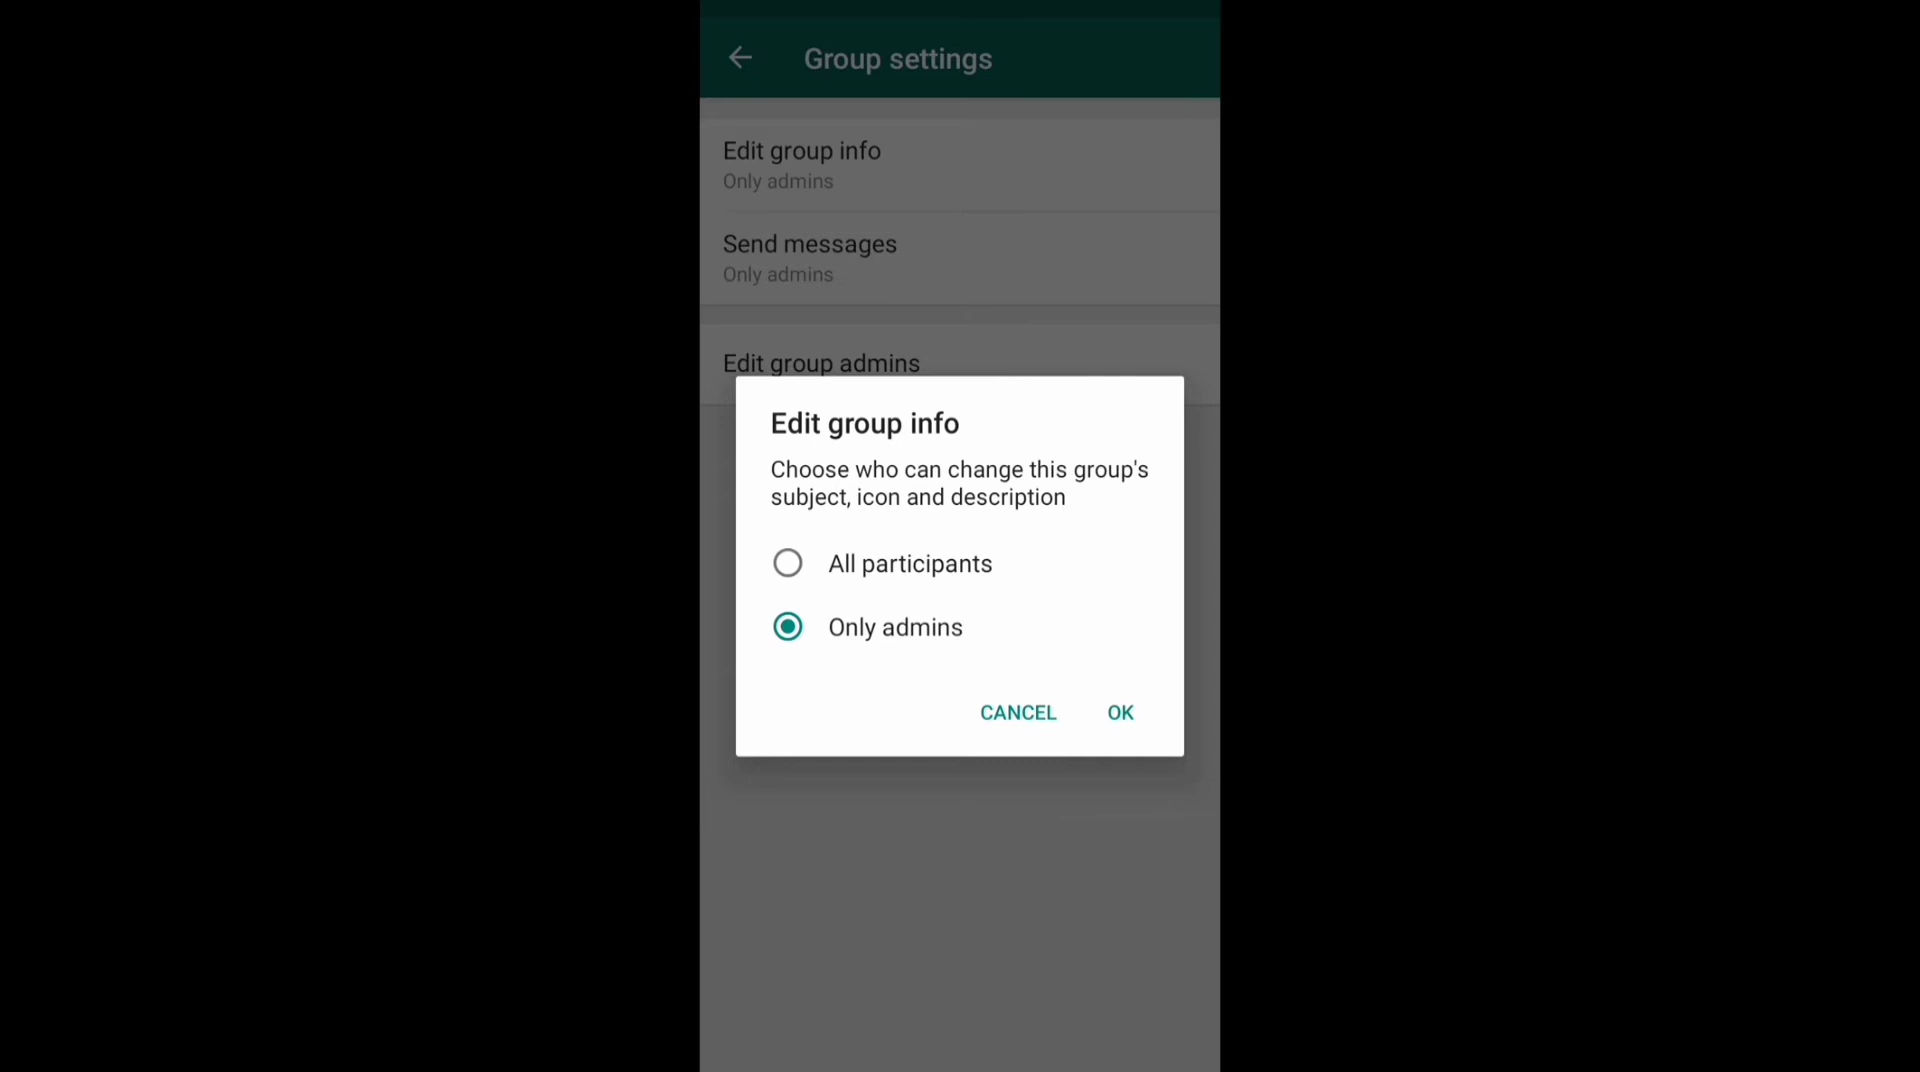 Group settings
Edit group info
Only admins
Send messages
Only admins
Edit group admins
Edit group info
Choose who can change this group's
subject, icon and description
All participants
Only admins
CANCEL OK